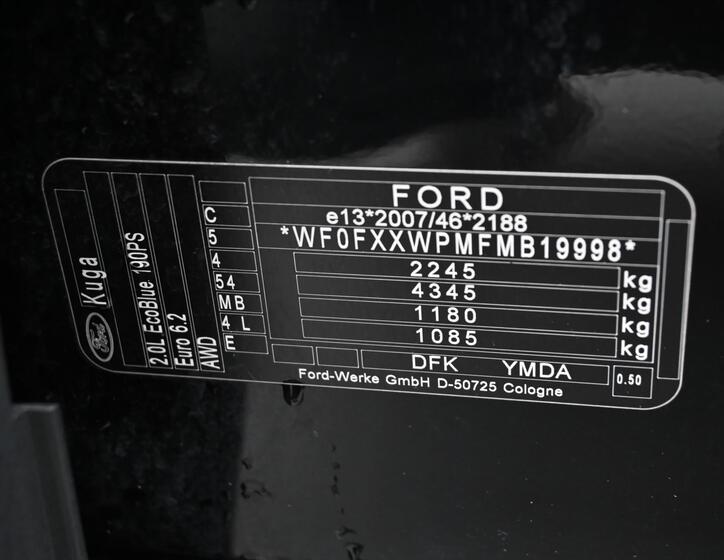 FORD
e13*2007/46*2188
*WF0FXXWPMFMB19998*
2245 kg
4345 kg
1180 kg
1085 kg
DFK YMDA
0.50
Ford-Werke GmbH D-50725 Cologne
C
5
4
54
MB
4 L
E
AWD
Euro 6.2
2.0L EcoBlue 190PS
Kuga
Ford